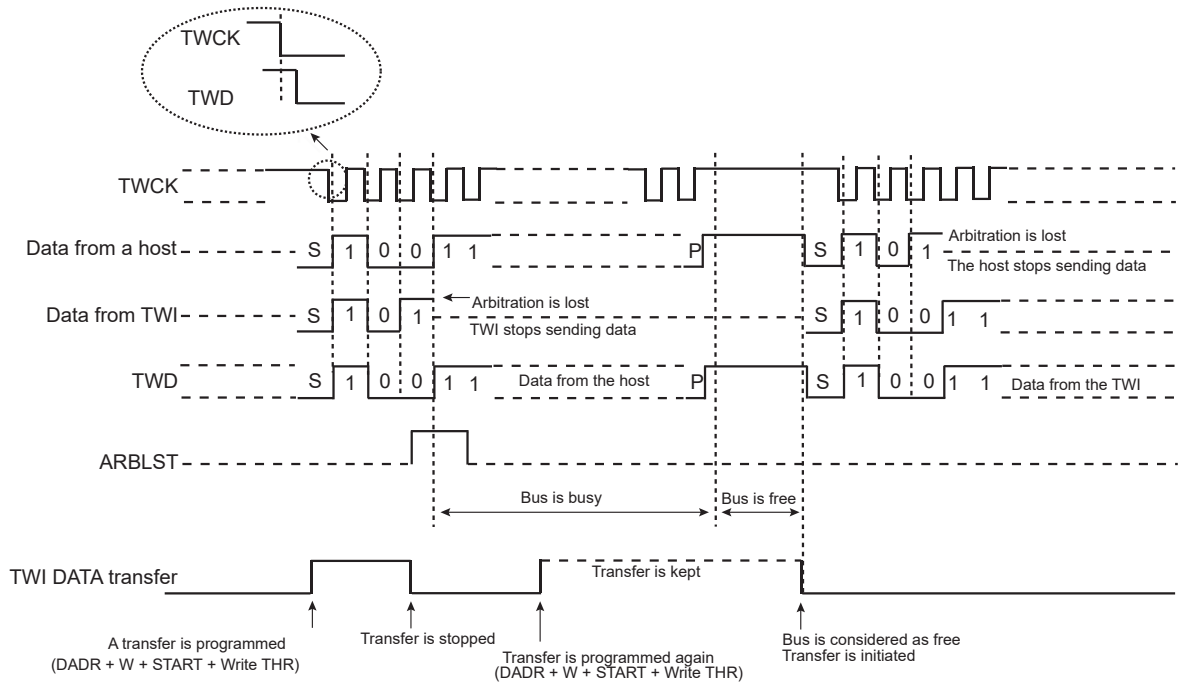 TWCK
TWD
TWCK
Data from a host S 1 0 0 1 1 P S 1 0 1 Arbitration is lost
The host stops sending data
Data from TWI S 1 0 1 Arbitration is lost S 1 0 0 1 1
TWI stops sending data
TWD S 1 0 0 1 1 Data from the host P S 1 0 0 1 1 Data from the TWI
ARBLST
Bus is busy Bus is free
TWI DATA transfer Transfer is kept
A transfer is programmed
(DADR + W + START + Write THR)
Transfer is stopped
Transfer is programmed again
(DADR + W + START + Write THR)
Bus is considered as free
Transfer is initiated